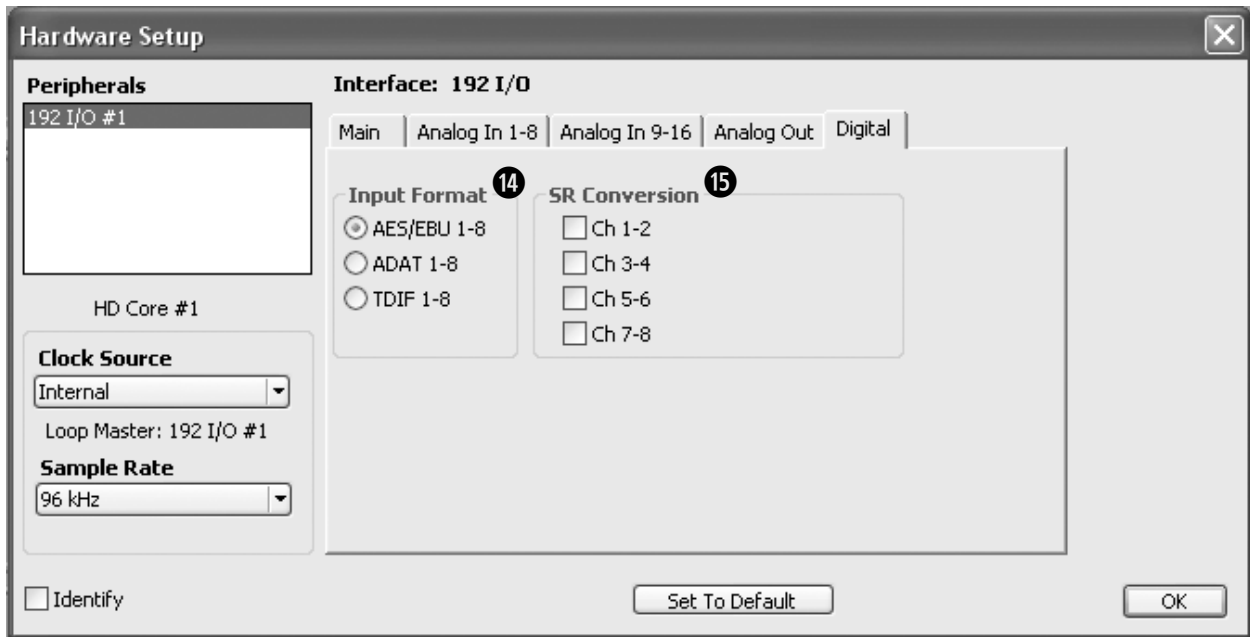 Hardware Setup
Peripherals
192 I/O #1
HD Core #1
Clock Source
Internal
Loop Master: 192 I/O #1
Sample Rate
96 kHz
Identify
Interface: 192 I/O
Main
Analog In 1-8
Analog In 9-16
Analog Out
Digital
Input Format
14
AES/EBU 1-8
ADAT 1-8
TDIF 1-8
SR Conversion
15
Ch 1-2
Ch 3-4
Ch 5-6
Ch 7-8
Set To Default
OK